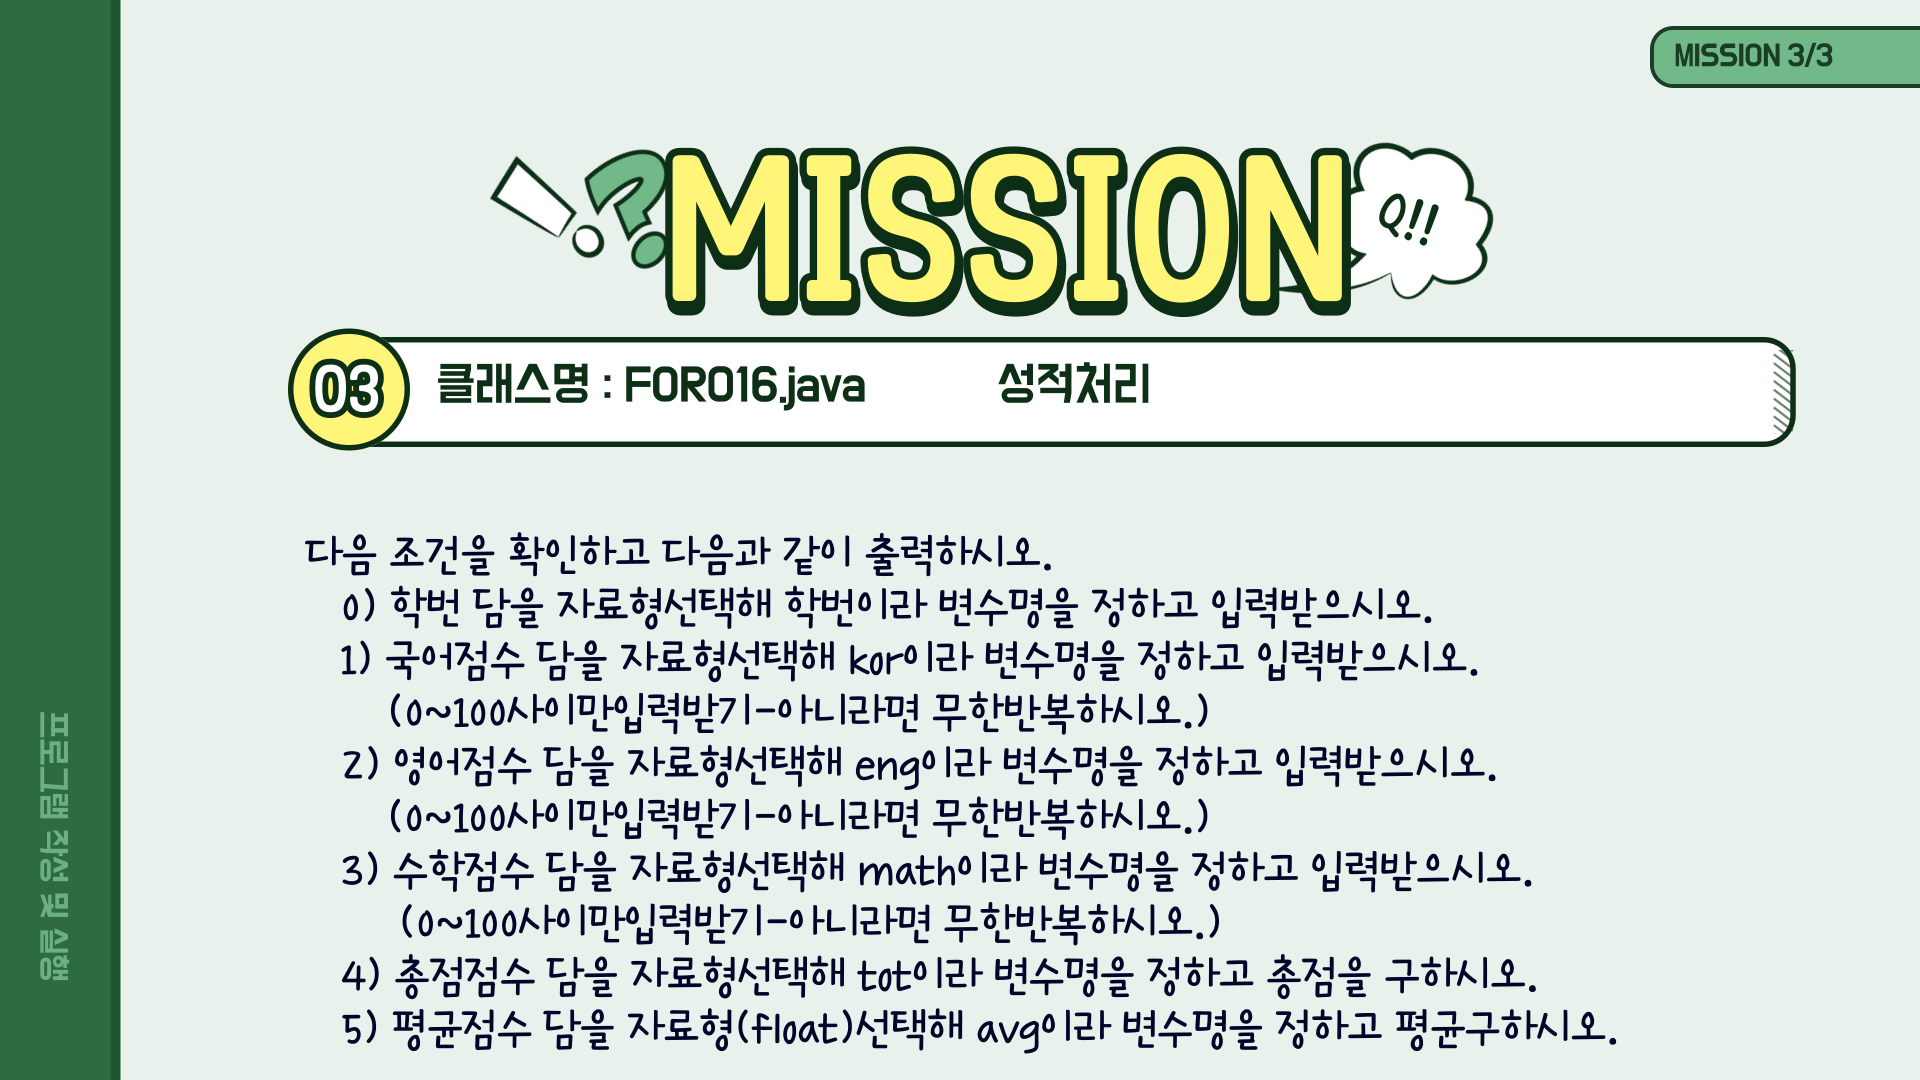 MISSION 3/3
MISSION
Q!!
03
클래스명 : FOR016.java 성적처리
다음 조건을 확인하고 다음과 같이 출력하시오.
0) 학번 담을 자료형선택해 학번이라 변수명을 정하고 입력받으시오.
1) 국어점수 담을 자료형선택해 kor이라 변수명을 정하고 입력받으시오.
(0~100사이만입력받기-아니라면 무한반복하시오.)
2) 영어점수 담을 자료형선택해 eng이라 변수명을 정하고 입력받으시오.
(0~100사이만입력받기-아니라면 무한반복하시오.)
3) 수학점수 담을 자료형선택해 math이라 변수명을 정하고 입력받으시오.
(0~100사이만입력받기-아니라면 무한반복하시오.)
4) 총점점수 담을 자료형선택해 tot이라 변수명을 정하고 총점을 구하시오.
5) 평균점수 담을 자료형(float)선택해 avg이라 변수명을 정하고 평균구하시오.
프로그램 작성 및 실행